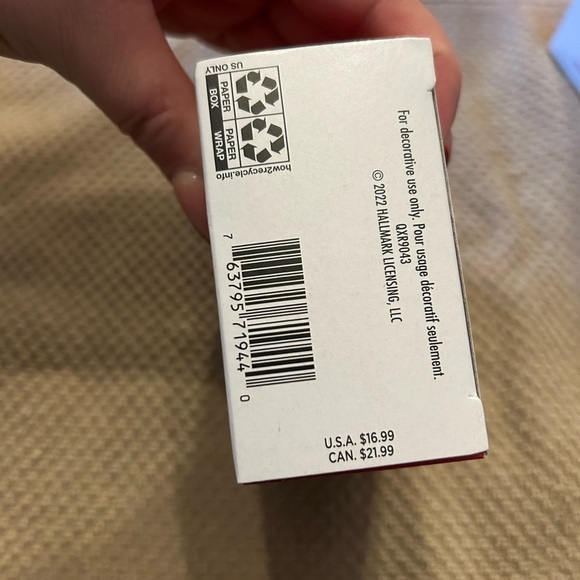 For decorative use only. Pour usage décoratif seulement.
QXR9043
© 2022 HALLMARK LICENSING, LLC
US ONLY
PAPER
BOX
PAPER
WRAP
how2recycle.info
7 63795 71944 0
U.S.A. $16.99
CAN. $21.99